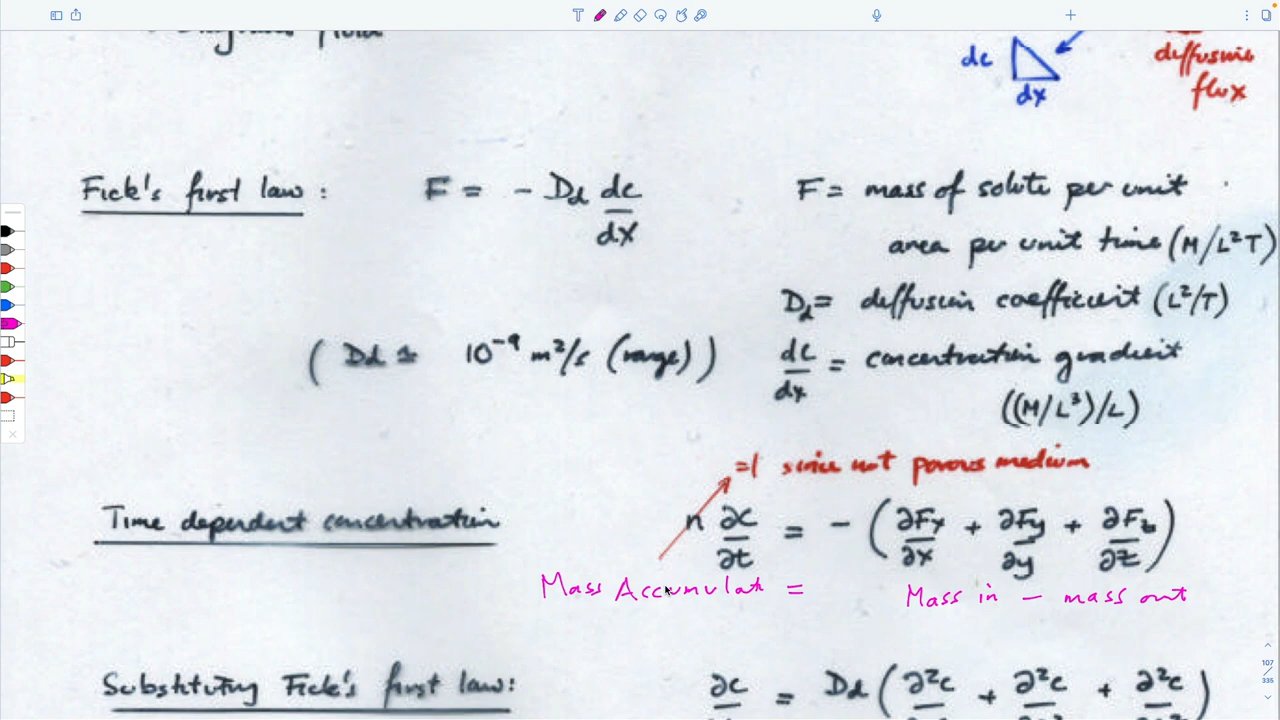 dc
dx
diffusive
flux
Fick's first law : F = - Dd dc/dx
F = mass of solute per unit
area per unit time (M/L²T)
Dd = diffusion coefficient (L²/T)
( Dd ≃ 10⁻⁹ m²/s (range) )
dc/dx = concentration gradient
((M/L³)/L)
=1 since not porous medium
Time dependent concentration
n ∂c/∂t = - ( ∂Fx/∂x + ∂Fy/∂y + ∂Fz/∂z )
Mass Accumulat = Mass in - mass out
Substituting Fick's first law:
∂c = Dd ( ∂²c + ∂²c + ∂²c )
107
335